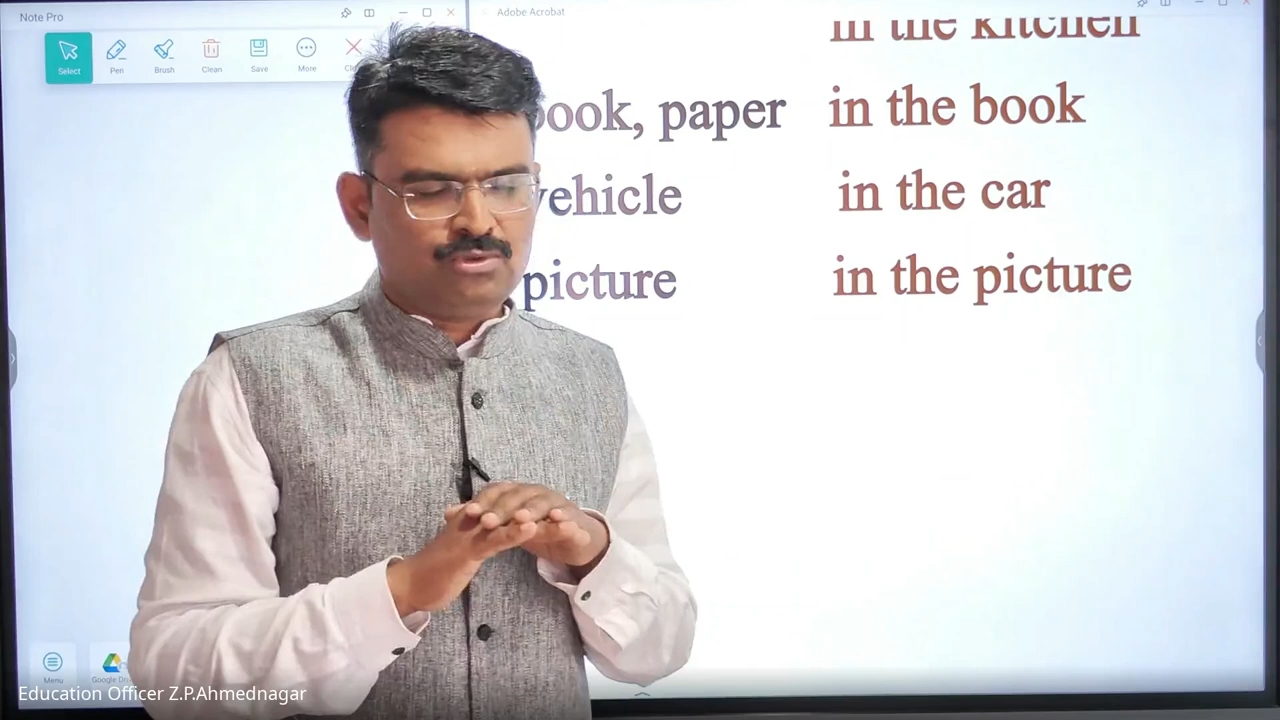 Note Pro
Adobe Acrobat
Select Pen Brush Clean Save More
in the kitchen
book, paper in the book
vehicle in the car
picture in the picture
Menu
Education Officer Z.P.Ahmednagar